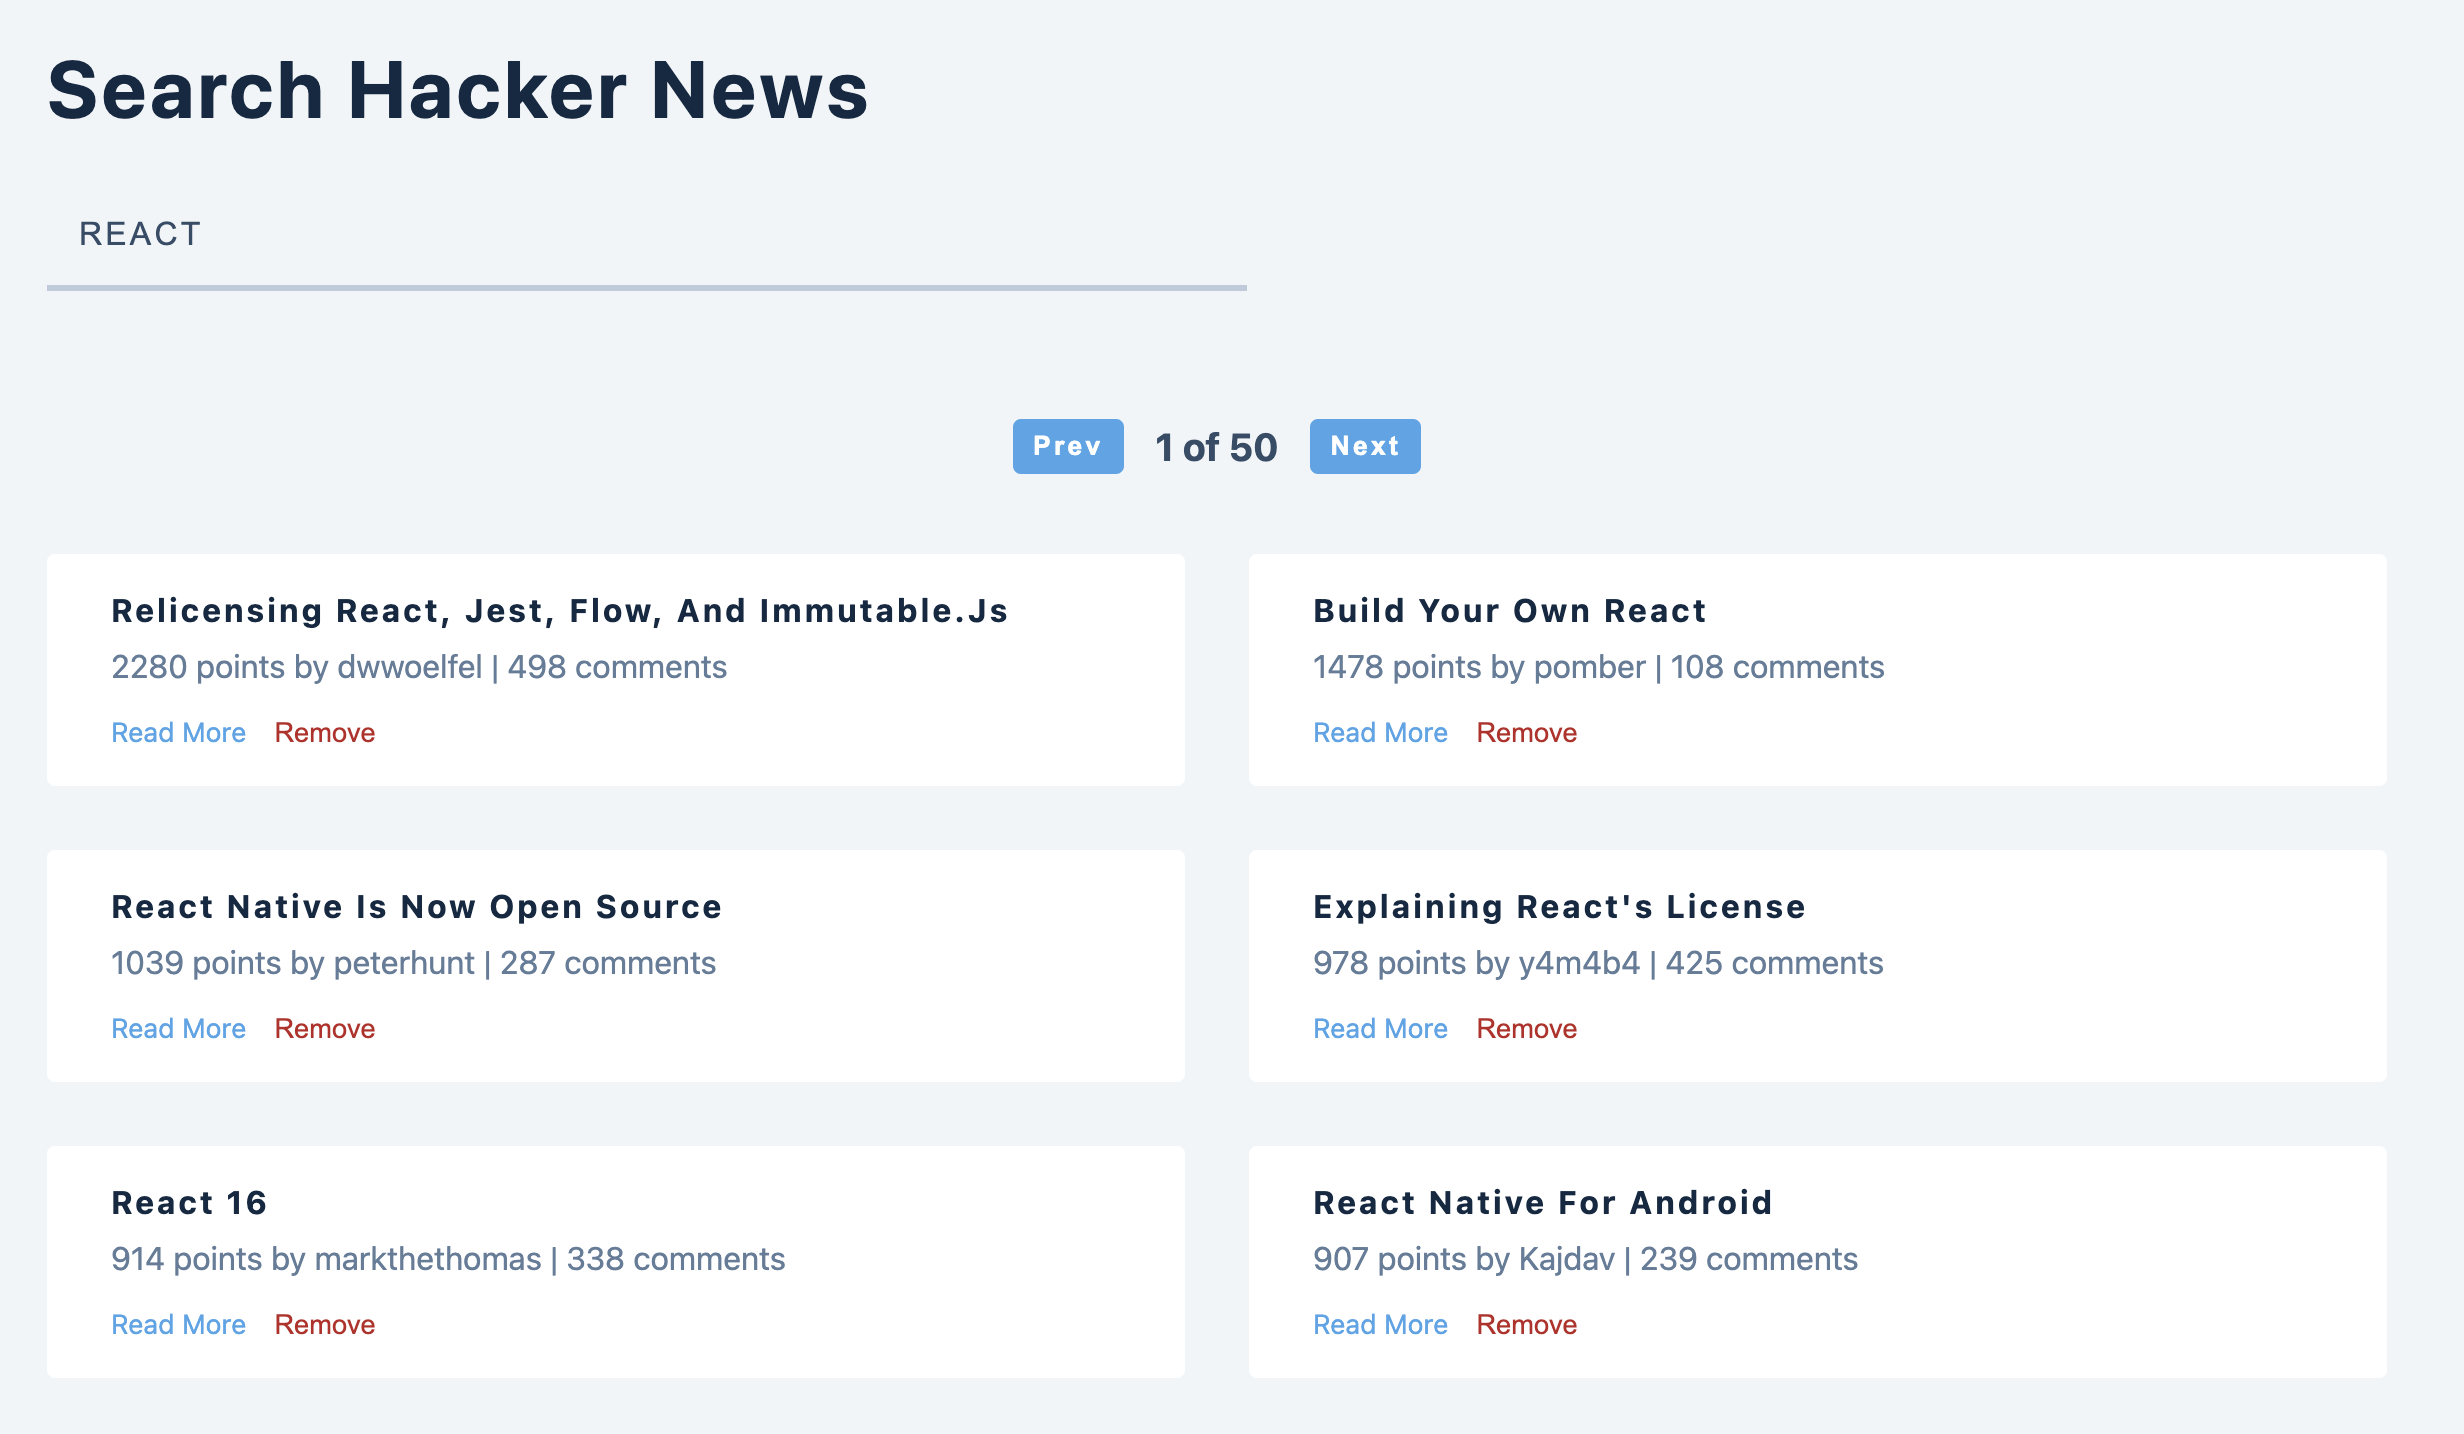 Search Hacker News
REACT
Prev 1 of 50 Next
Relicensing React, Jest, Flow, And Immutable.Js
2280 points by dwwoelfel | 498 comments
Read More Remove
Build Your Own React
1478 points by pomber | 108 comments
Read More Remove
React Native Is Now Open Source
1039 points by peterhunt | 287 comments
Read More Remove
Explaining React's License
978 points by y4m4b4 | 425 comments
Read More Remove
React 16
914 points by markthethomas | 338 comments
Read More Remove
React Native For Android
907 points by Kajdav | 239 comments
Read More Remove